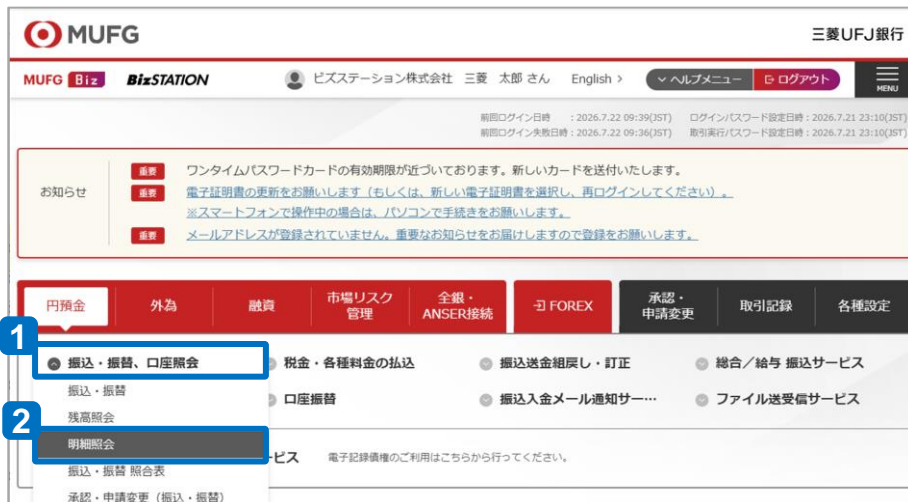 MUFG
三菱UFJ銀行
MUFG Biz BizSTATION ビズステーション株式会社 三菱 太郎 さん English > ヘルプメニュー ログアウト MENU
前回ログイン日時 : 2026.7.22 09:39(JST) ログインパスワード設定日時 : 2026.7.21 23:10(JST)
前回ログイン失敗日時 : 2026.7.22 09:36(JST) 取引実行パスワード設定日時 : 2026.7.21 23:10(JST)
お知らせ
重要 ワンタイムパスワードカードの有効期限が近づいております。新しいカードを送付いたします。
重要 電子証明書の更新をお願いします（もしくは、新しい電子証明書を選択し、再ログインしてください）。
※スマートフォンで操作中の場合は、パソコンで手続きをお願いします。
重要 メールアドレスが登録されていません。重要なお知らせをお届けしますので登録をお願いします。
円預金 外為 融資 市場リスク管理 全銀・ANSER接続 FOREX 承認・申請変更 取引記録 各種設定
1
振込・振替、口座照会 税金・各種料金の払込 振込送金組戻し・訂正 総合／給与 振込サービス
振込・振替 口座振替 振込入金メール通知サー… ファイル送受信サービス
残高照会
2
明細照会
ービス 電子記録債権のご利用はこちらから行ってください。
振込・振替 照合表
承認・申請変更（振込・振替）